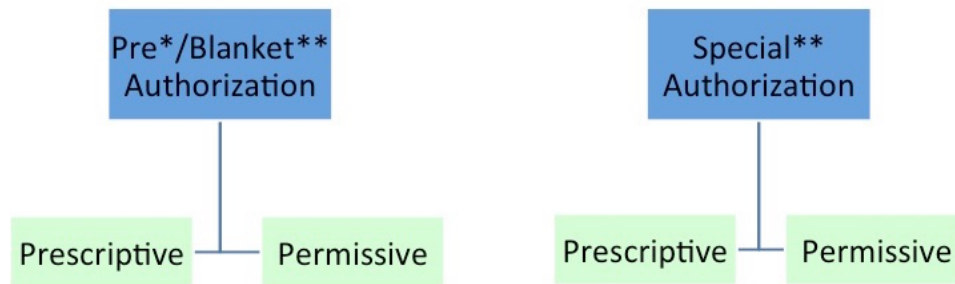 Pre*/Blanket**
Authorization
Special**
Authorization
Prescriptive
Permissive
Prescriptive
Permissive